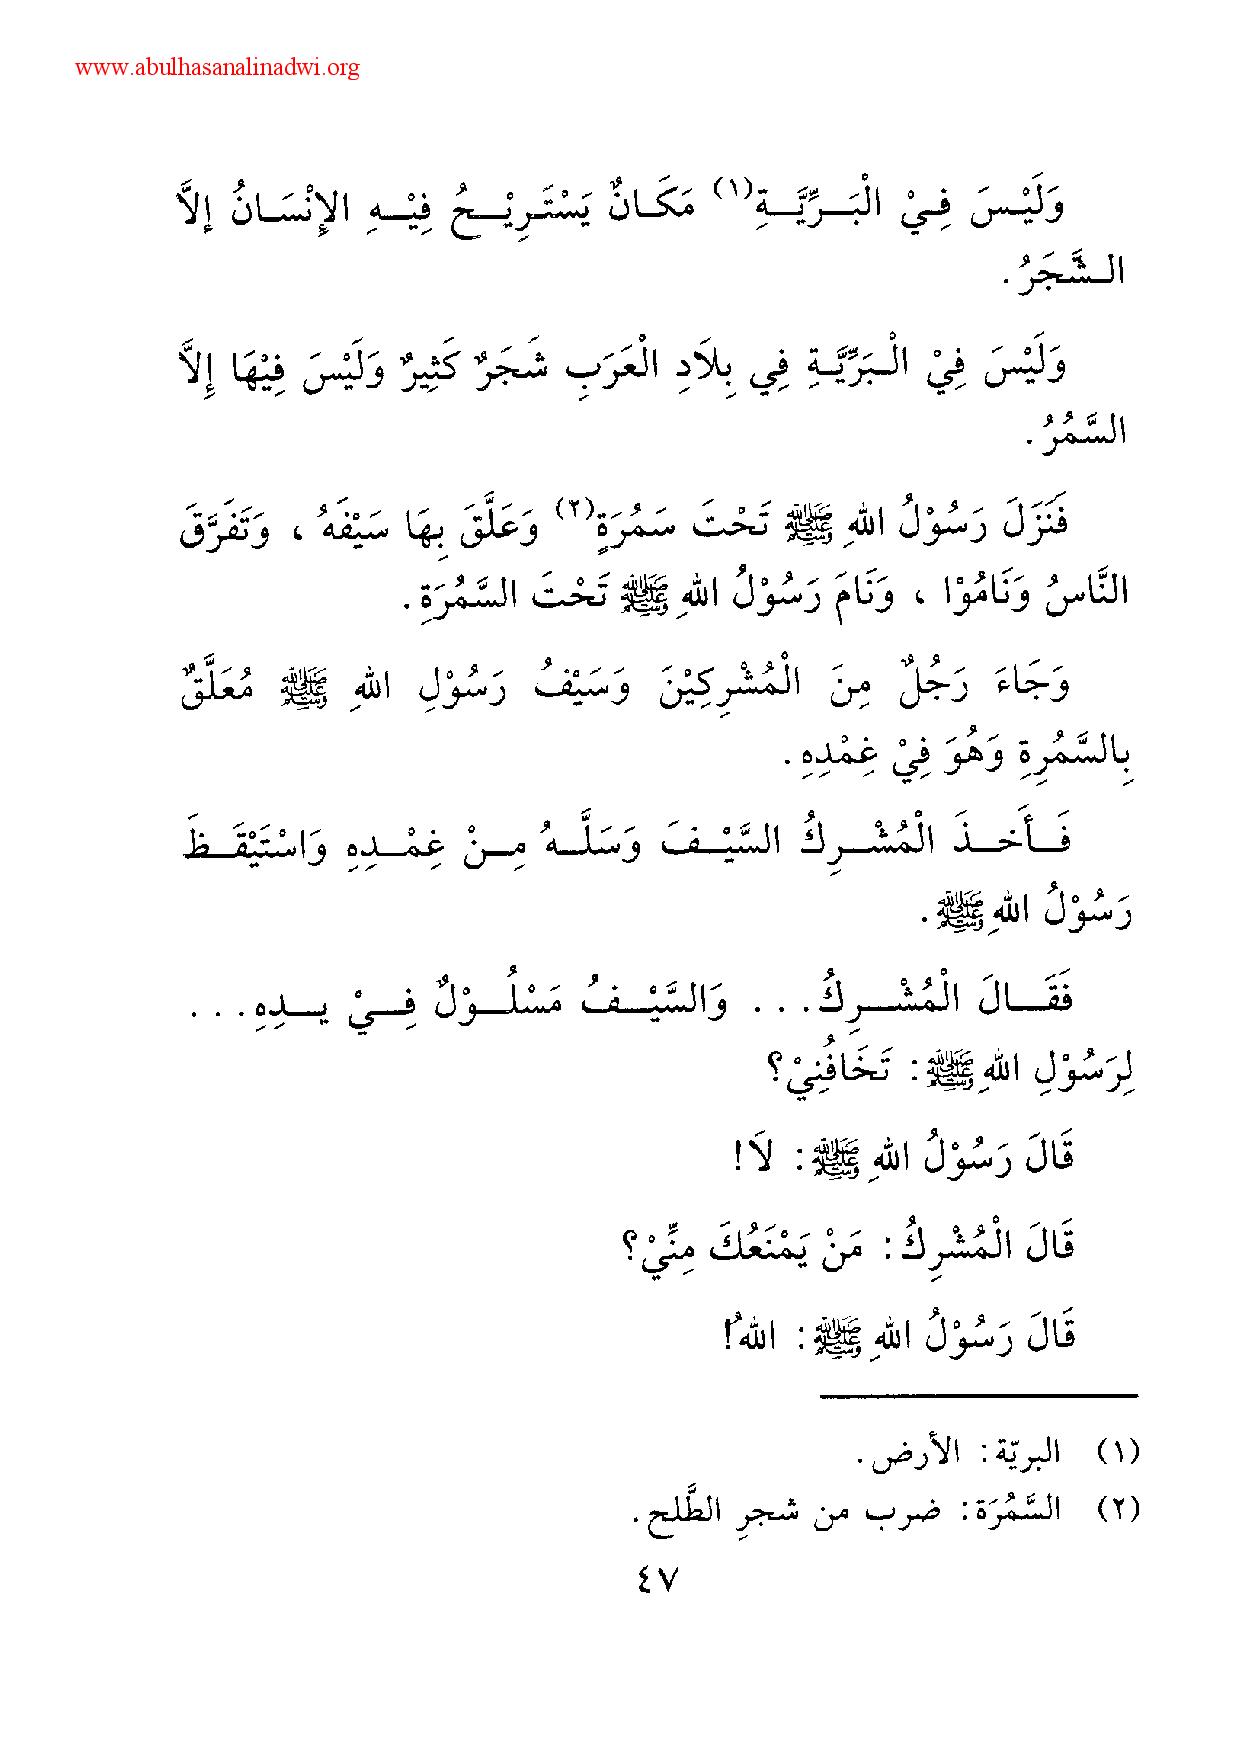 www.abulhasanalinadwi.org
وَلَيْسَ فِيْ الْبَرِّيَّةِ(١) مَكَانٌ يَسْتَرِيْحُ فِيْهِ الإِنْسَانُ إِلاَّ
الشَّجَرُ .
وَلَيْسَ فِيْ الْبَرِّيَّةِ فِي بِلاَدِ الْعَرَبِ شَجَرٌ كَثِيرٌ وَلَيْسَ فِيْهَا إِلاَّ
السَّمُرُ .
فَنَزَلَ رَسُوْلُ اللهِ ﷺ تَحْتَ سَمُرَةٍ(٢) وَعَلَّقَ بِهَا سَيْفَهُ ، وَتَفَرَّقَ
النَّاسُ وَنَامُوْا ، وَنَامَ رَسُوْلُ اللهِ ﷺ تَحْتَ السَّمُرَةِ .
وَجَاءَ رَجُلٌ مِنَ الْمُشْرِكِيْنَ وَسَيْفُ رَسُوْلِ اللهِ ﷺ مُعَلَّقٌ
بِالسَّمُرِةِ وَهُوَ فِيْ غِمْدِهِ .
فَأَخَذَ الْمُشْرِكُ السَّيْفَ وَسَلَّهُ مِنْ غِمْدِهِ وَاسْتَيْقَظَ
رَسُوْلُ اللهِ ﷺ .
فَقَالَ الْمُشْرِكُ . . . وَالسَّيْفُ مَسْلُوْلٌ فِيْ يدِهِ . . .
لِرَسُوْلِ اللهِ ﷺ : تَخَافُنِيْ؟
قَالَ رَسُوْلُ اللهِ ﷺ : لَا !
قَالَ الْمُشْرِكُ : مَنْ يَمْنَعُكَ مِنِّيْ؟
قَالَ رَسُوْلُ اللهِ ﷺ : اللهُ!
(١) البريّة : الأرض .
(٢) السَّمُرَة : ضرب من شجرِ الطَّلح .
٤٧